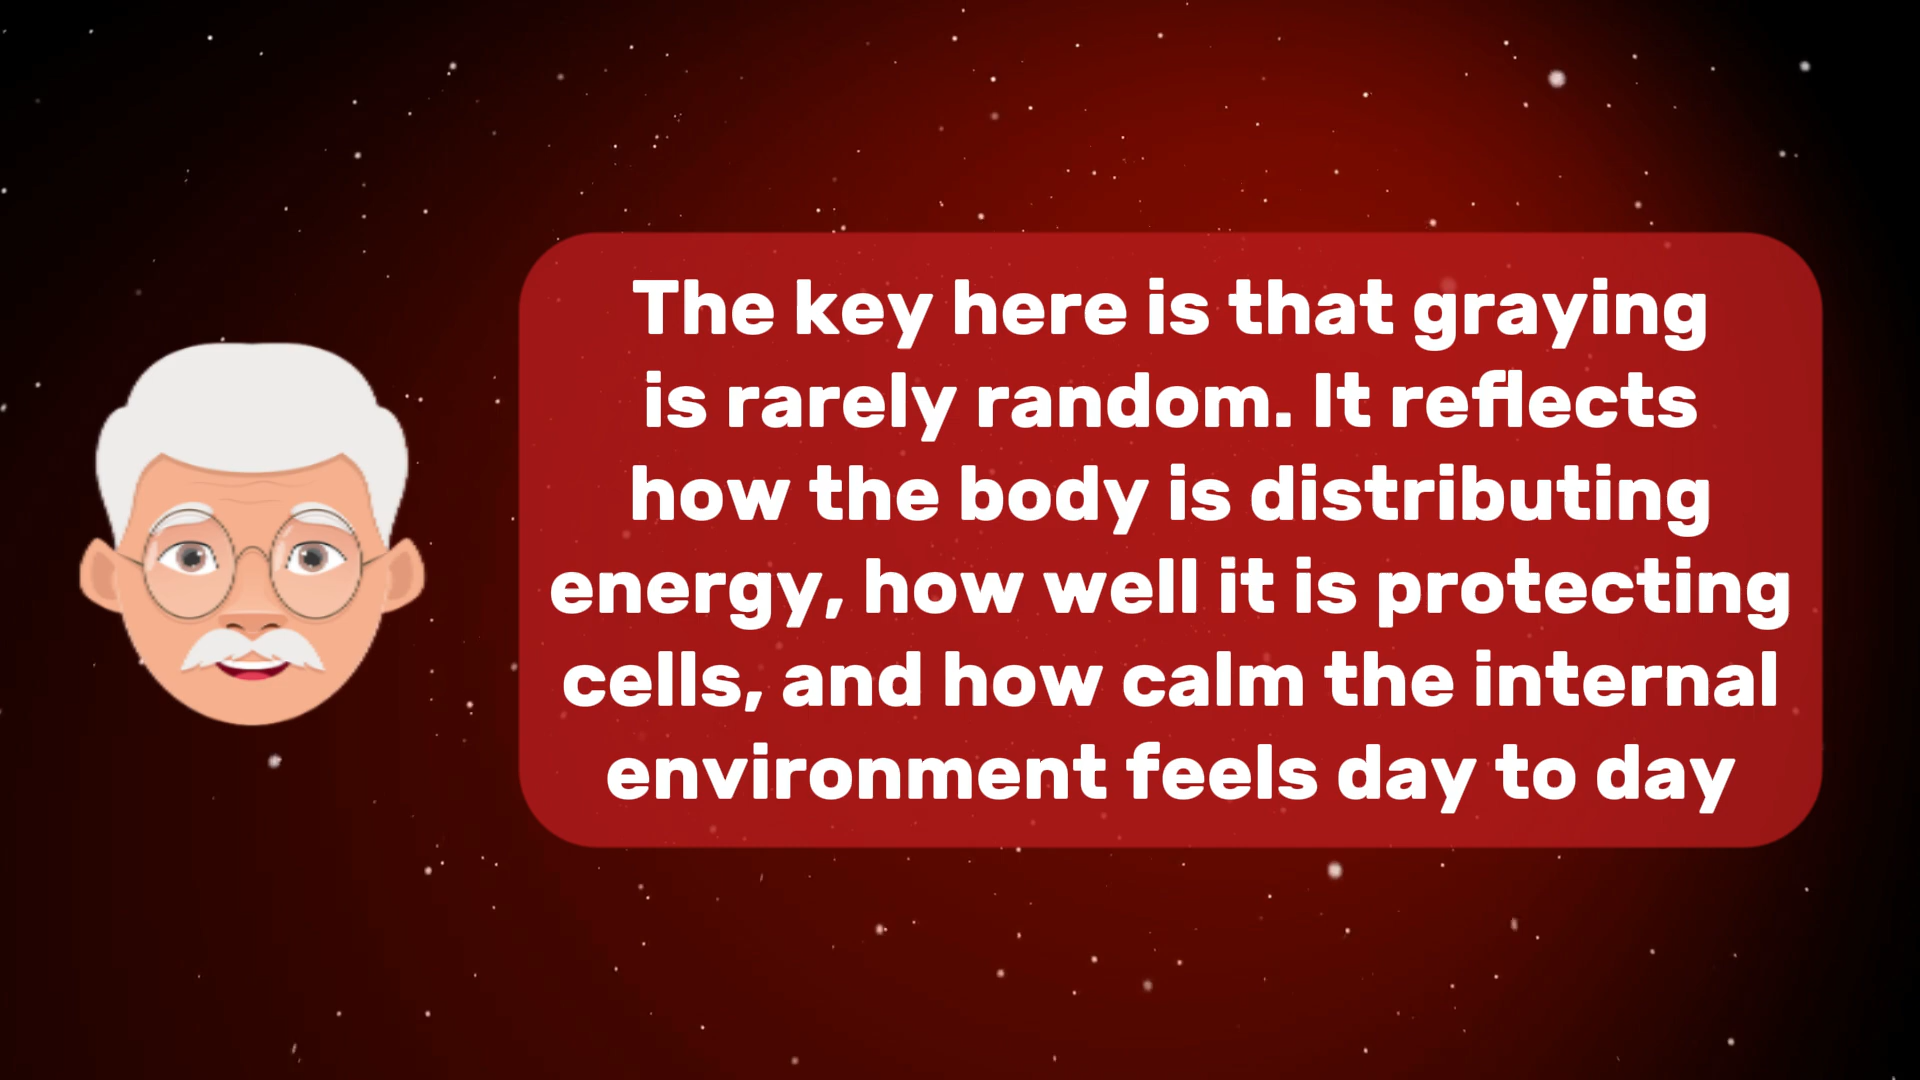 The key here is that graying
is rarely random. It reflects
how the body is distributing
energy, how well it is protecting
cells, and how calm the internal
environment feels day to day